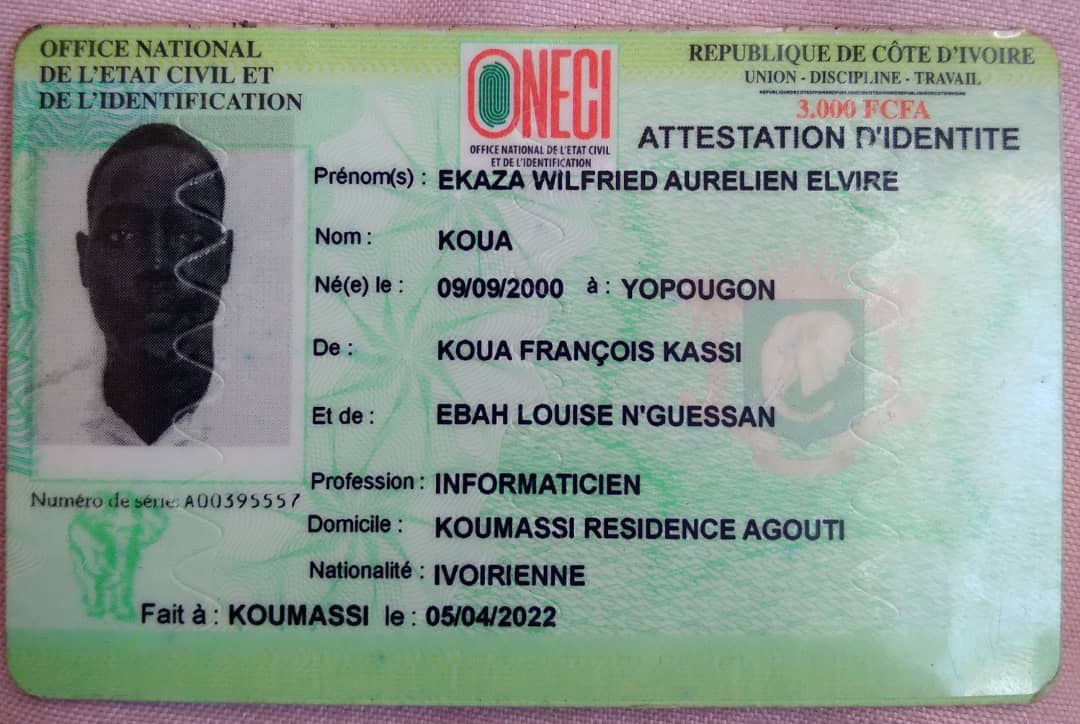 OFFICE NATIONAL
DE L'ETAT CIVIL ET
DE L'IDENTIFICATION
ONECI
OFFICE NATIONAL DE L'ETAT CIVIL
ET DE L'IDENTIFICATION
REPUBLIQUE DE CÔTE D'IVOIRE
UNION - DISCIPLINE - TRAVAIL
3.000 FCFA
ATTESTATION D'IDENTITE
Prénom(s) : EKAZA WILFRIED AURELIEN ELVIRE
Nom : KOUA
Né(e) le : 09/09/2000 à : YOPOUGON
De : KOUA FRANÇOIS KASSI
Et de : EBAH LOUISE N'GUESSAN
Profession : INFORMATICIEN
Numéro de série: A00395557
Domicile : KOUMASSI RESIDENCE AGOUTI
Nationalité : IVOIRIENNE
Fait à : KOUMASSI le : 05/04/2022